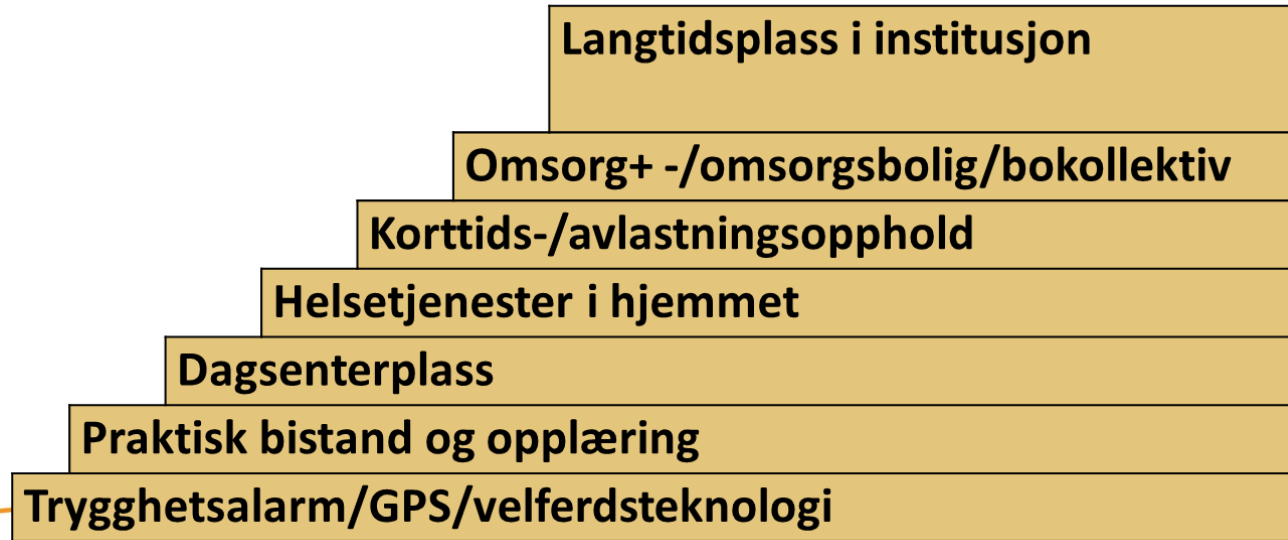 Langtidsplass i institusjon
Omsorg+ -/omsorgsbolig/bokollektiv
Korttids-/avlastningsopphold
Helsetjenester i hjemmet
Dagsenterplass
Praktisk bistand og opplæring
Trygghetsalarm/GPS/velferdsteknologi